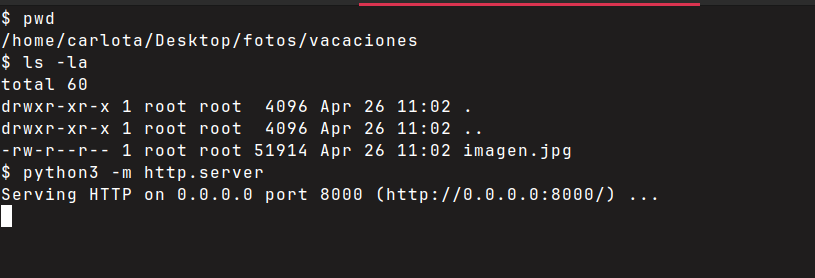 $ pwd
/home/carlota/Desktop/fotos/vacaciones
$ ls -la
total 60
drwxr-xr-x 1 root root  4096 Apr 26 11:02 .
drwxr-xr-x 1 root root  4096 Apr 26 11:02 ..
-rw-r--r-- 1 root root 51914 Apr 26 11:02 imagen.jpg
$ python3 -m http.server
Serving HTTP on 0.0.0.0 port 8000 (http://0.0.0.0:8000/) ...